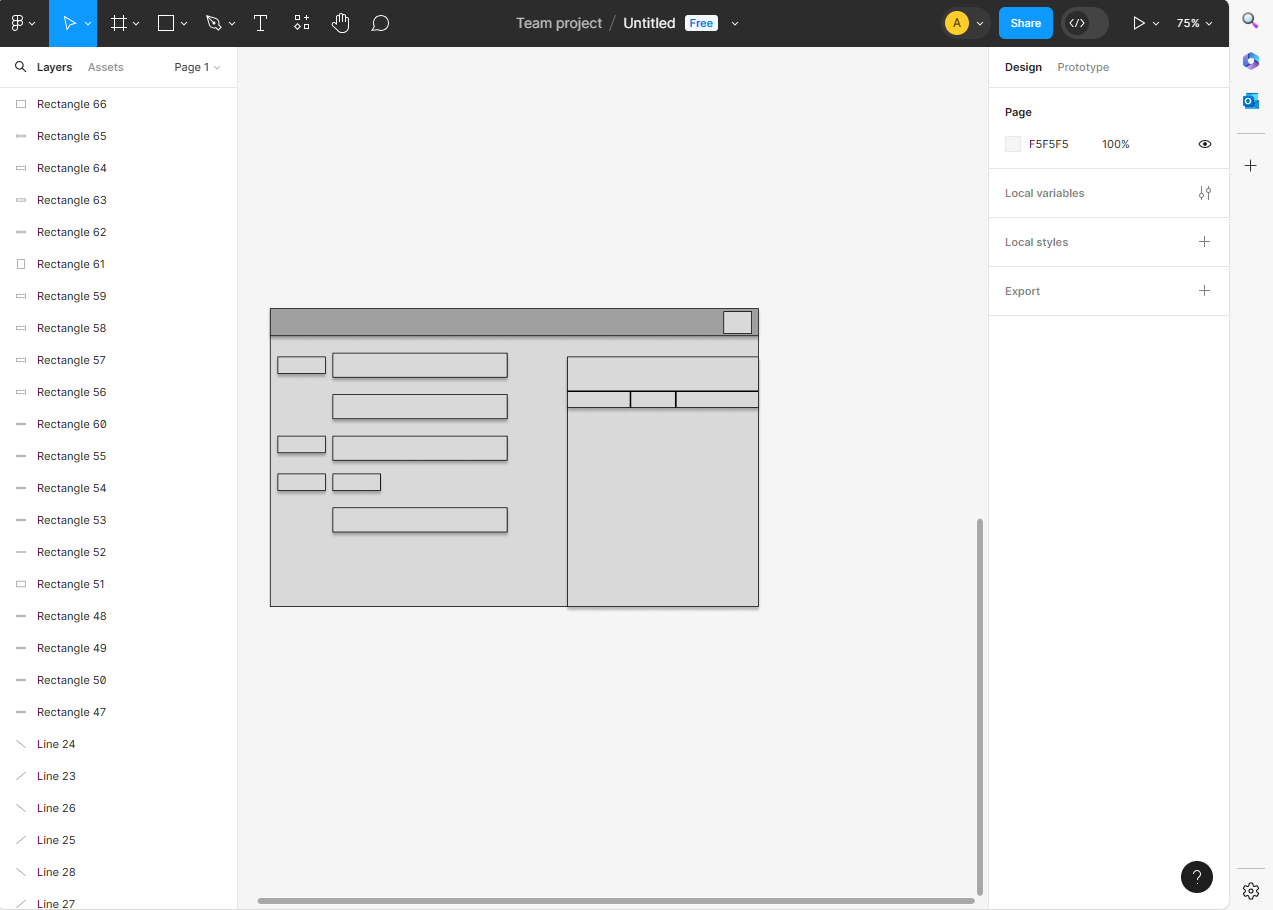 Team project / Untitled Free
A
Share
75%
Layers Assets Page 1
Rectangle 66
Rectangle 65
Rectangle 64
Rectangle 63
Rectangle 62
Rectangle 61
Rectangle 59
Rectangle 58
Rectangle 57
Rectangle 56
Rectangle 60
Rectangle 55
Rectangle 54
Rectangle 53
Rectangle 52
Rectangle 51
Rectangle 48
Rectangle 49
Rectangle 50
Rectangle 47
Line 24
Line 23
Line 26
Line 25
Line 28
Line 27
Design Prototype
Page
F5F5F5 100%
Local variables
Local styles
Export
?